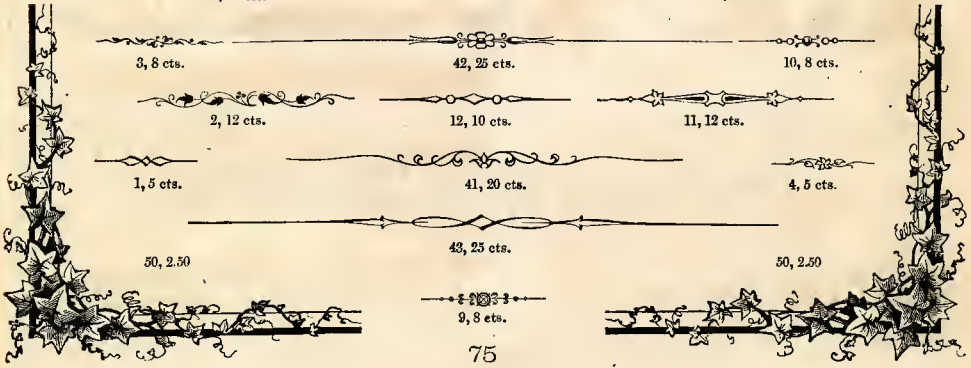 3, 8 cts. 42, 25 cts. 10, 8 cts.
2, 12 cts. 12, 10 cts. 11, 12 cts.
1, 5 cts. 41, 20 cts. 4, 5 cts.
43, 25 cts.
50, 2.50 50, 2.50
9, 8 cts.
75